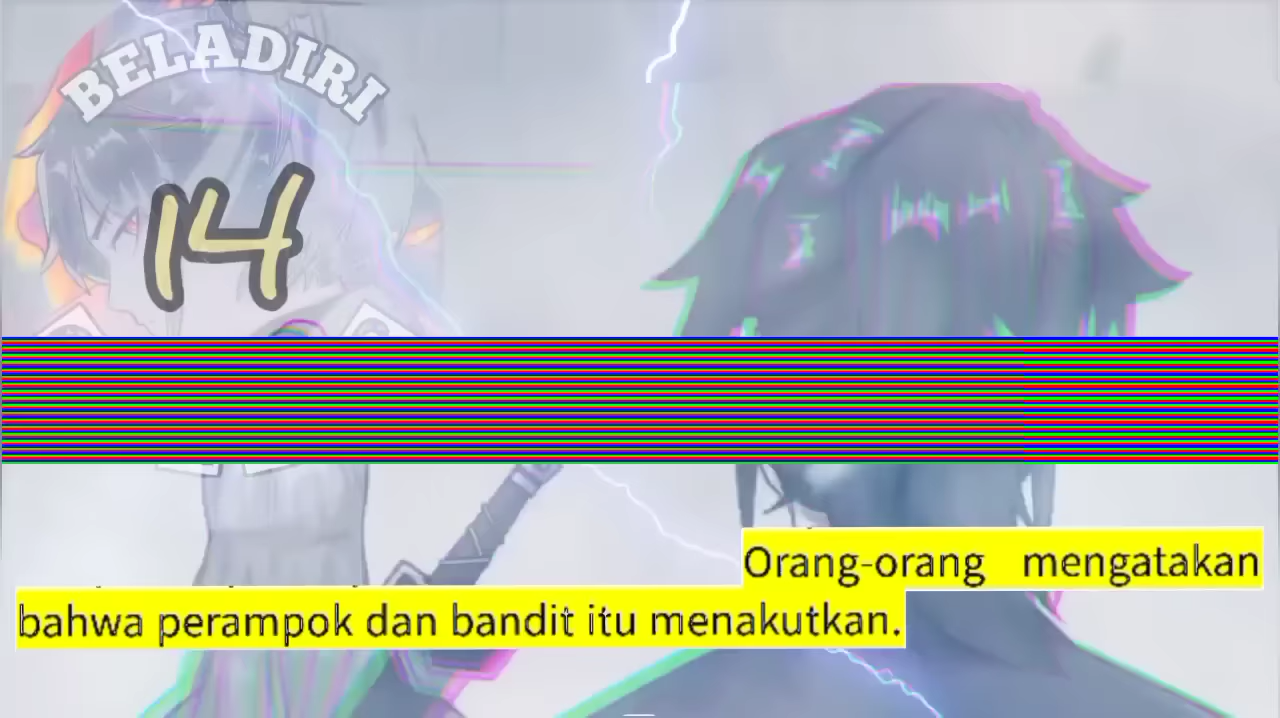 BELADIRI
14
Orang-orang mengatakan
bahwa perampok dan bandit itu menakutkan.